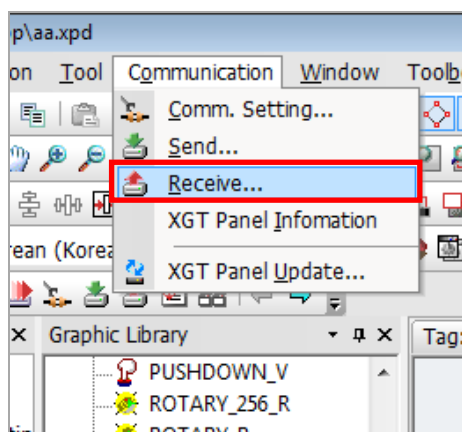 p\aa.xpd
on Tool Communication Window Toolb
Comm. Setting...
Send...
Receive...
XGT Panel Infomation
rean (Korea
XGT Panel Update...
Graphic Library
Tag:
PUSHDOWN_V
ROTARY_256_R